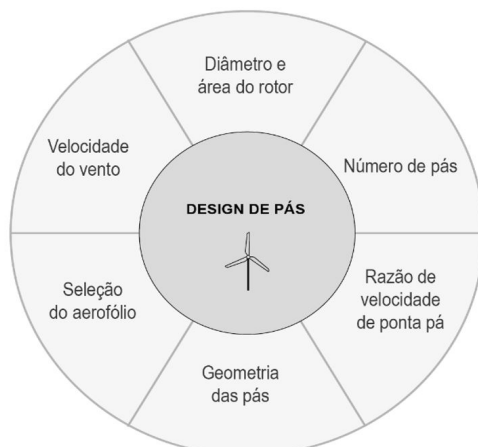 Diâmetro e
área do rotor
Número de pás
Razão de
velocidade
de ponta pá
Geometria
das pás
Seleção
do aerofólio
Velocidade
do vento
DESIGN DE PÁS